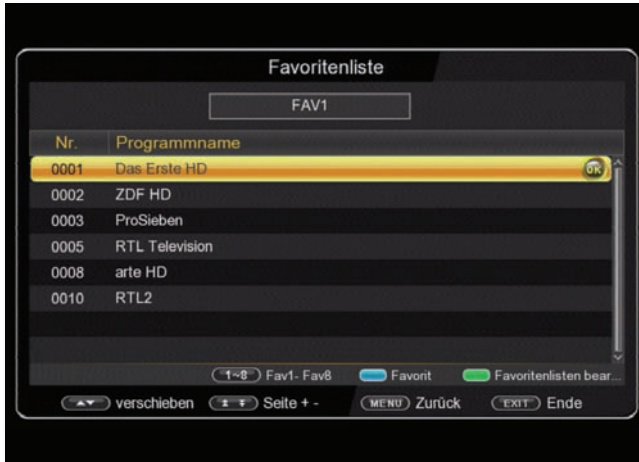 Favoritenliste
FAV1
Nr. Programmname
0001 Das Erste HD OK
0002 ZDF HD
0003 ProSieben
0005 RTL Television
0008 arte HD
0010 RTL2
1~8 Fav1- Fav8 Favorit Favoritenlisten bear...
verschieben Seite + - MENU Zurück EXIT Ende